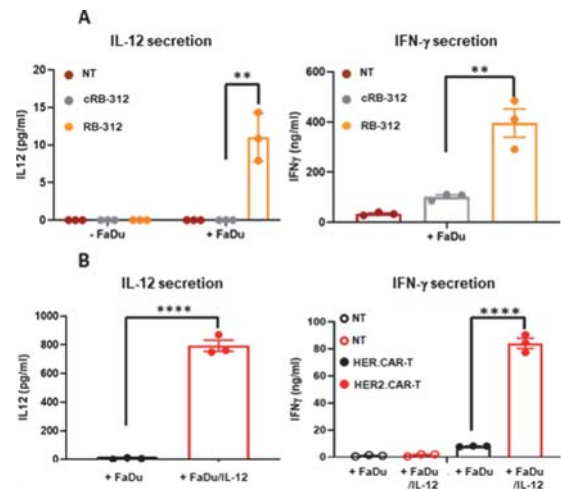 A
IL-12 secretion
IFN-γ secretion
NT
cRB-312
RB-312
**
IL12 (pg/ml)
20
15
10
5
0
- FaDu
+ FaDu
NT
cRB-312
RB-312
**
IFNγ (ng/ml)
600
400
200
0
+ FaDu
B
IL-12 secretion
IFN-γ secretion
****
IL12 (pg/ml)
1000
800
600
400
200
0
+ FaDu
+ FaDu/IL-12
NT
NT
HER.CAR-T
HER2.CAR-T
****
IFNγ (ng/ml)
100
80
60
40
20
0
+ FaDu
+ FaDu
/IL-12
+ FaDu
+ FaDu
/IL-12